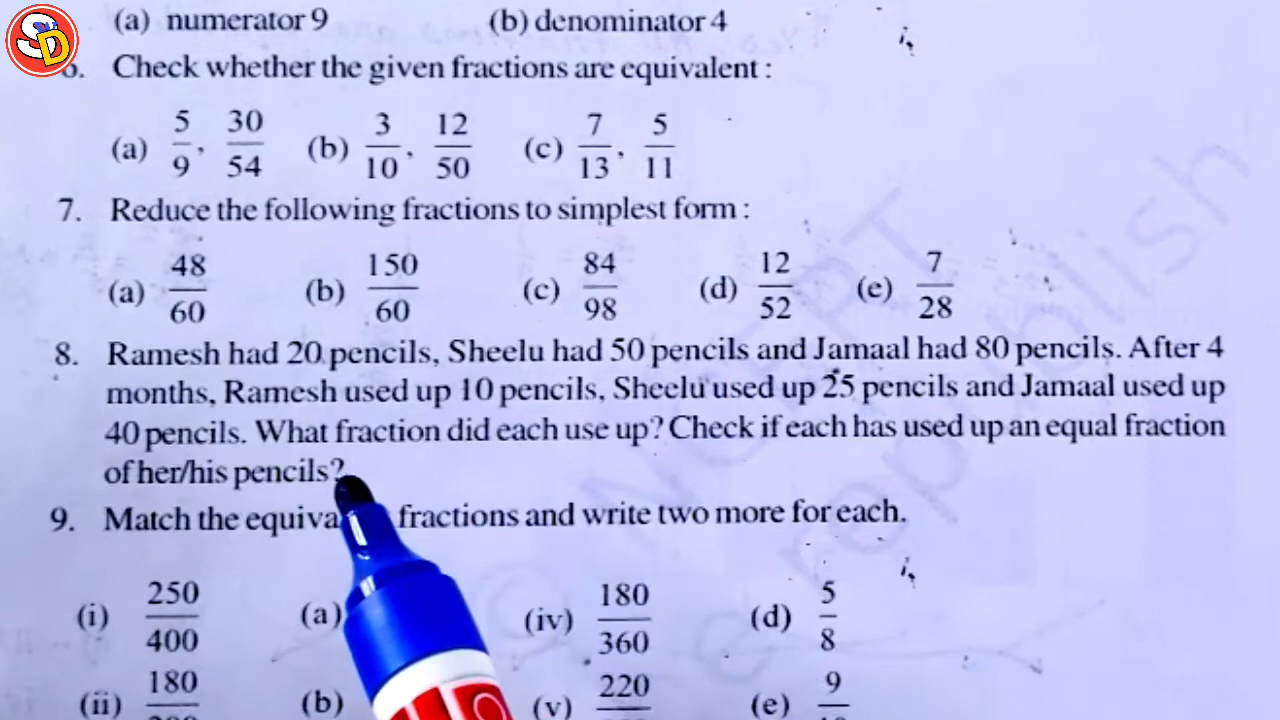 SD
(a) numerator 9 (b) denominator 4
6. Check whether the given fractions are equivalent :
(a) 5/9, 30/54 (b) 3/10, 12/50 (c) 7/13, 5/11
7. Reduce the following fractions to simplest form :
(a) 48/60 (b) 150/60 (c) 84/98 (d) 12/52 (e) 7/28
8. Ramesh had 20 pencils, Sheelu had 50 pencils and Jamaal had 80 pencils. After 4
months, Ramesh used up 10 pencils, Sheelu used up 25 pencils and Jamaal used up
40 pencils. What fraction did each use up? Check if each has used up an equal fraction
of her/his pencils?
9. Match the fractions and write two more for each.
(i) 250/400 (a) (iv) 180/360 (d) 5/8
(ii) 180 (b) (v) 220 (e) 9
© NCERT
republish